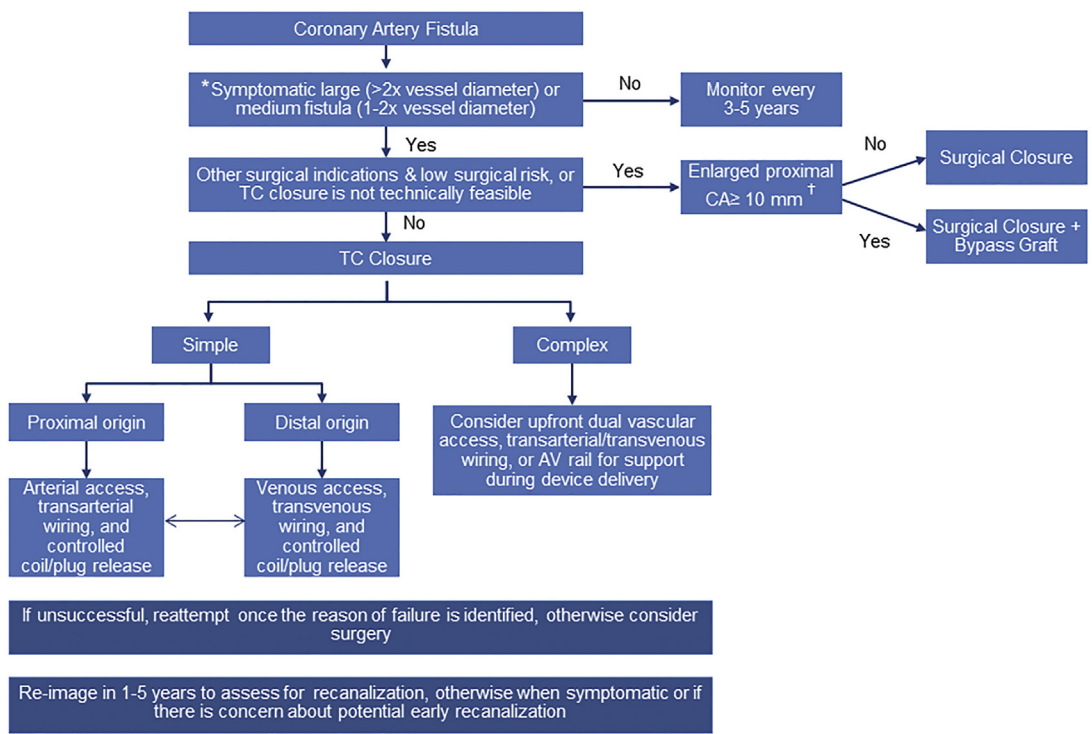 Coronary Artery Fistula
*Symptomatic large (>2x vessel diameter) or
medium fistula (1-2x vessel diameter)
No
Monitor every
3-5 years
Yes
Other surgical indications & low surgical risk, or
TC closure is not technically feasible
Yes
Enlarged proximal
CA≥ 10 mm †
No
Surgical Closure
Yes
Surgical Closure +
Bypass Graft
No
TC Closure
Simple
Complex
Proximal origin
Distal origin
Consider upfront dual vascular
access, transarterial/transvenous
wiring, or AV rail for support
during device delivery
Arterial access,
transarterial
wiring, and
controlled
coil/plug release
Venous access,
transvenous
wiring, and
controlled
coil/plug release
If unsuccessful, reattempt once the reason of failure is identified, otherwise consider
surgery
Re-image in 1-5 years to assess for recanalization, otherwise when symptomatic or if
there is concern about potential early recanalization